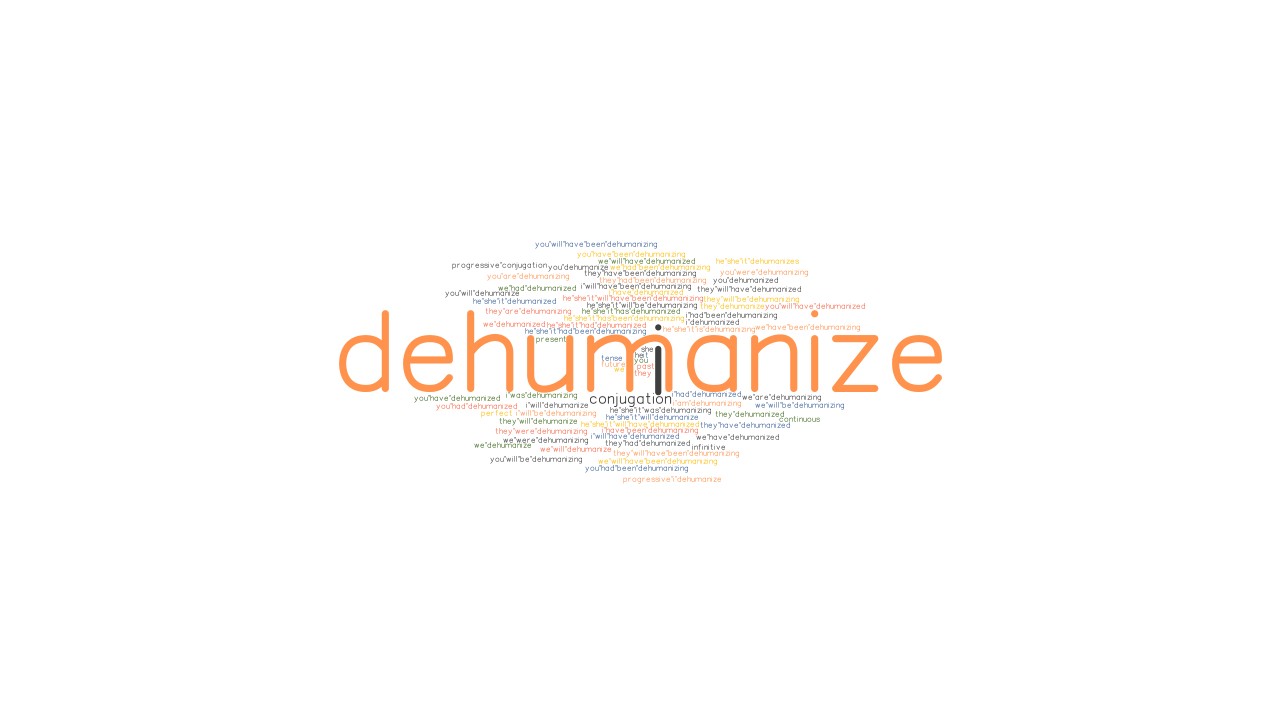 you"will"have"been"dehumanizing
you"have"been"dehumanizing
we"will"have"dehumanized
he"she"it"dehumanizes
progressive"conjugation
you"dehumanize
we"had"been"dehumanizing
they"have"been"dehumanizing
you"were"dehumanizing
you"are"dehumanizing
they"had"been"dehumanizing
you"dehumanized
we"had"dehumanized
i"will"have"been"dehumanizing
they"will"have"dehumanized
you"will"dehumanize
i"have"dehumanized
he"she"it"dehumanized
he"she"it"will"have"been"dehumanizing
they"will"be"dehumanizing
he"she"it"will"be"dehumanizing
they"dehumanize
you"will"have"dehumanized
they"are"dehumanizing
he"she"it"has"dehumanized
i"had"been"dehumanizing
he"she"it"has"been"dehumanizing
i"dehumanized
we"dehumanized
he"she"it"had"dehumanized
he"she"it"is"dehumanizing
we"have"been"dehumanizing
he"she"it"had"been"dehumanizing
present
dehumanize
i
she
he
it
tense
you
future
past
we
they
i"was"dehumanizing
i"had"dehumanized
you"have"dehumanized
conjugation
we"are"dehumanizing
you"had"dehumanized
i"will"dehumanize
i"am"dehumanizing
we"will"be"dehumanizing
perfect
i"will"be"dehumanizing
he"she"it"was"dehumanizing
they"dehumanized
he"she"it"will"dehumanize
continuous
they"will"dehumanize
he"she"it"will"have"dehumanized
they"have"dehumanized
they"were"dehumanizing
i"have"been"dehumanizing
we"were"dehumanizing
i"will"have"dehumanized
we"have"dehumanized
we"dehumanize
they"had"dehumanized
infinitive
we"will"dehumanize
they"will"have"been"dehumanizing
you"will"be"dehumanizing
we"will"have"been"dehumanizing
you"had"been"dehumanizing
progressive"i"dehumanize